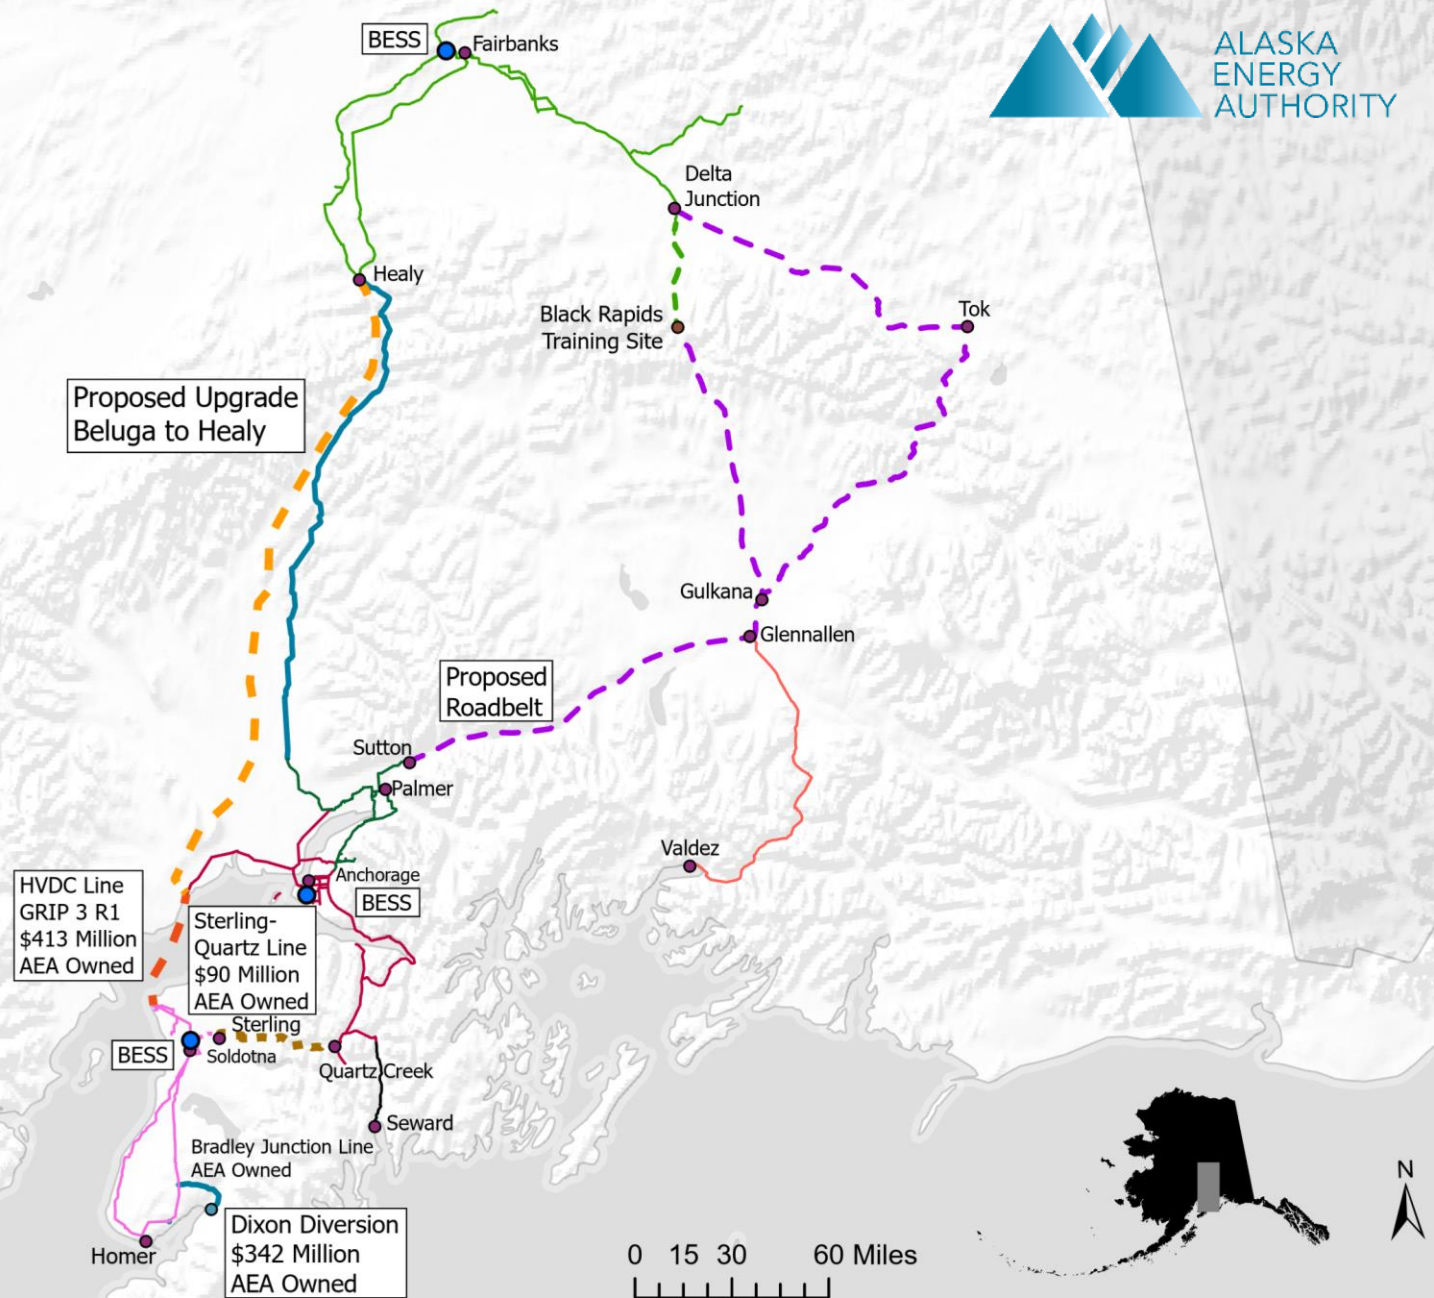 BESS
Fairbanks
ALASKA
ENERGY
AUTHORITY
Delta
Junction
Healy
Black Rapids
Training Site
Tok
Proposed Upgrade
Beluga to Healy
Gulkana
Glennallen
Proposed
Roadbelt
Sutton
Palmer
Valdez
Anchorage
BESS
HVDC Line
GRIP 3 R1
$413 Million
AEA Owned
Sterling-
Quartz Line
$90 Million
AEA Owned
Sterling
BESS
Soldotna
Quartz Creek
Seward
Bradley Junction Line
AEA Owned
Dixon Diversion
$342 Million
AEA Owned
Homer
0 15 30 60 Miles
N